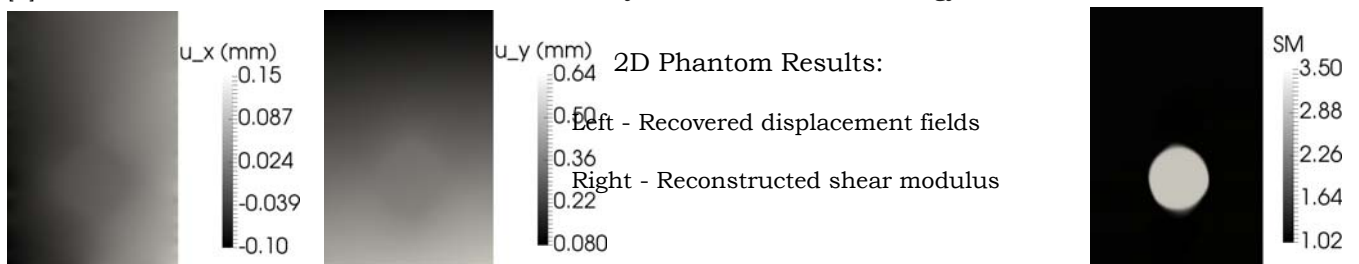 u_x (mm)
0.15
0.087
0.024
-0.039
-0.10
u_y (mm)
0.64
0.50
0.36
0.22
0.080
2D Phantom Results:
Left - Recovered displacement fields
Right - Reconstructed shear modulus
SM
3.50
2.88
2.26
1.64
1.02